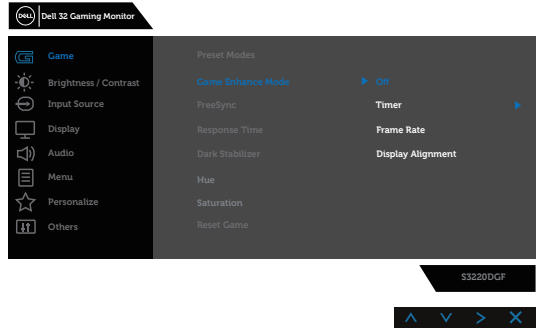 DELL Dell 32 Gaming Monitor
Game
Brightness / Contrast
Input Source
Display
Audio
Menu
Personalize
Others
Preset Modes
Game Enhance Mode
FreeSync
Response Time
Dark Stabilizer
Hue
Saturation
Reset Game
Off
Timer
Frame Rate
Display Alignment
S3220DGF